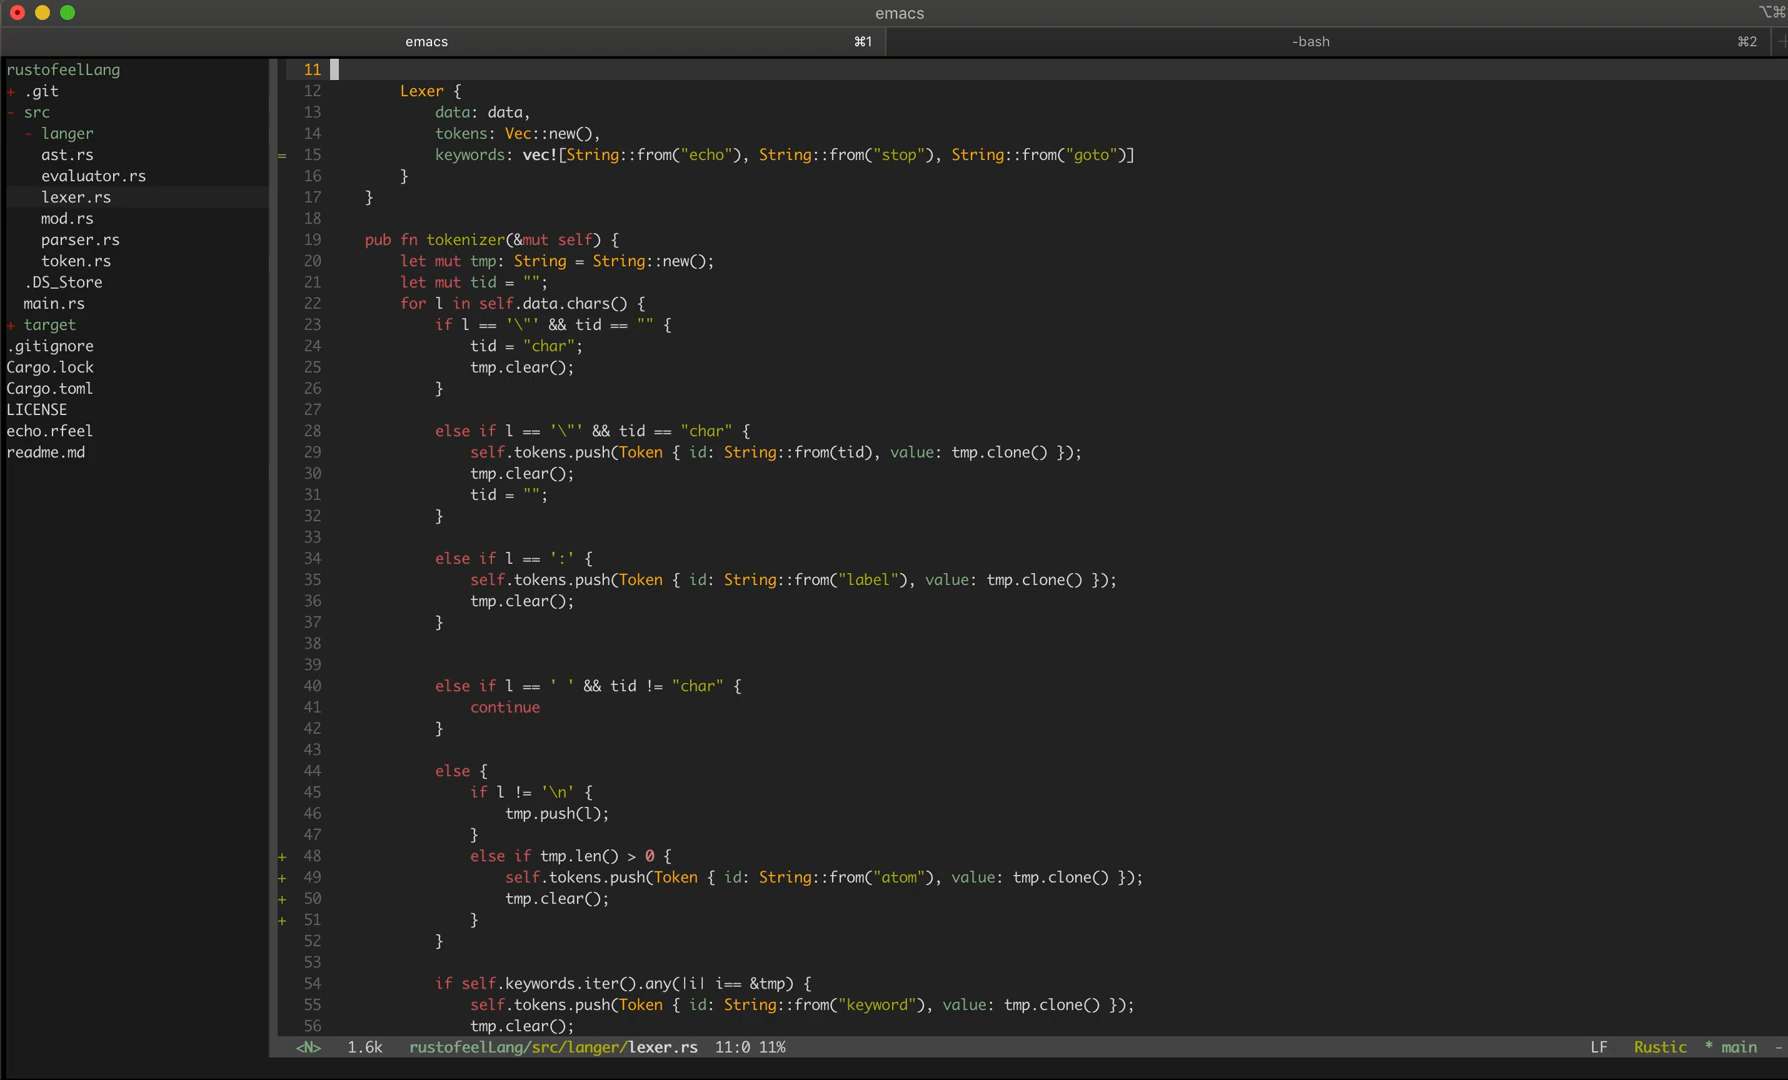 emacs
⌥⌘
emacs ⌘1
-bash ⌘2
rustofeelLang
+ .git
- src
- langer
ast.rs
evaluator.rs
lexer.rs
mod.rs
parser.rs
token.rs
.DS_Store
main.rs
+ target
.gitignore
Cargo.lock
Cargo.toml
LICENSE
echo.rfeel
readme.md
11
12 Lexer {
13 data: data,
14 tokens: Vec::new(),
= 15 keywords: vec![String::from("echo"), String::from("stop"), String::from("goto")]
16 }
17 }
18
19 pub fn tokenizer(&mut self) {
20 let mut tmp: String = String::new();
21 let mut tid = "";
22 for l in self.data.chars() {
23 if l == '\"' && tid == "" {
24 tid = "char";
25 tmp.clear();
26 }
27
28 else if l == '\"' && tid == "char" {
29 self.tokens.push(Token { id: String::from(tid), value: tmp.clone() });
30 tmp.clear();
31 tid = "";
32 }
33
34 else if l == ':' {
35 self.tokens.push(Token { id: String::from("label"), value: tmp.clone() });
36 tmp.clear();
37 }
38
39
40 else if l == ' ' && tid != "char" {
41 continue
42 }
43
44 else {
45 if l != '\n' {
46 tmp.push(l);
47 }
+ 48 else if tmp.len() > 0 {
+ 49 self.tokens.push(Token { id: String::from("atom"), value: tmp.clone() });
+ 50 tmp.clear();
+ 51 }
52 }
53
54 if self.keywords.iter().any(|i| i== &tmp) {
55 self.tokens.push(Token { id: String::from("keyword"), value: tmp.clone() });
56 tmp.clear();
<N> 1.6k rustofeelLang/src/langer/lexer.rs 11:0 11% LF Rustic * main -